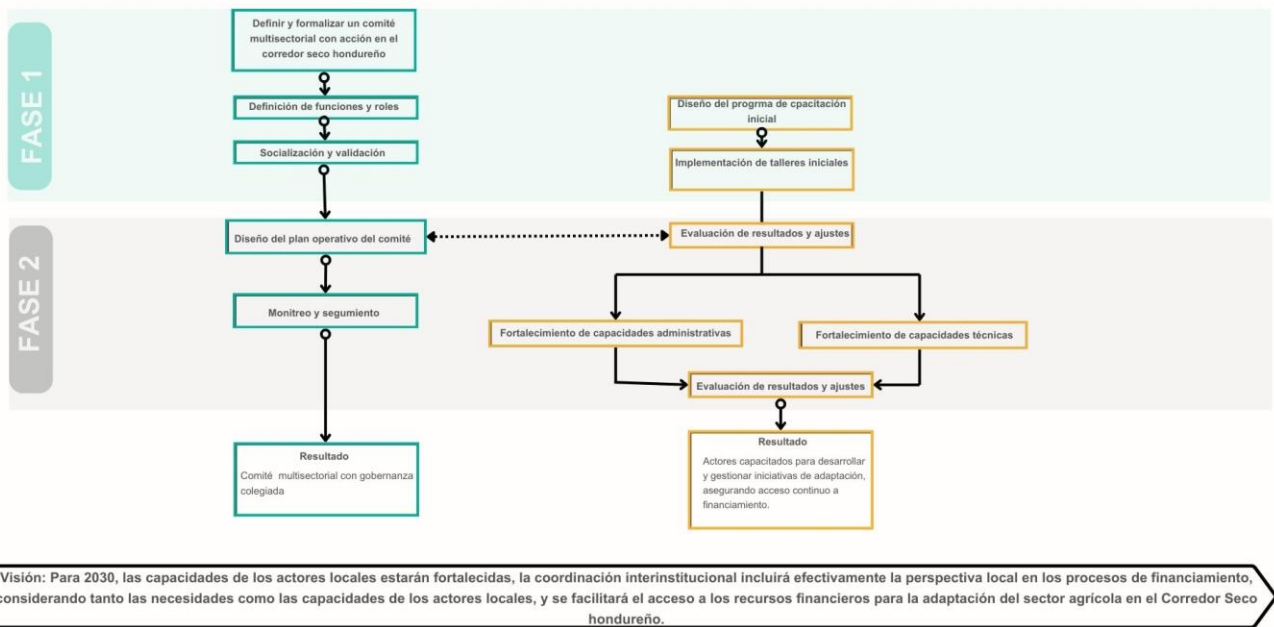 FASE 1
Definir y formalizar un comité
multisectorial con acción en el
corredor seco hondureño
Definición de funciones y roles
Socialización y validación
Diseño del progrma de cpacitación
inicial
Implementación de talleres iniciales
FASE 2
Diseño del plan operativo del comité
Evaluación de resultados y ajustes
Monitreo y segumiento
Fortalecimiento de capacidades administrativas
Fortalecimiento de capacidades técnicas
Evaluación de resultados y ajustes
Resultado
Comité multisectorial con gobernanza
colegiada
Resultado
Actores capacitados para desarrollar
y gestionar iniciativas de adaptación,
asegurando acceso continuo a
financiamiento.
Visión: Para 2030, las capacidades de los actores locales estarán fortalecidas, la coordinación interinstitucional incluirá efectivamente la perspectiva local en los procesos de financiamiento,
considerando tanto las necesidades como las capacidades de los actores locales, y se facilitará el acceso a los recursos financieros para la adaptación del sector agrícola en el Corredor Seco
hondureño.